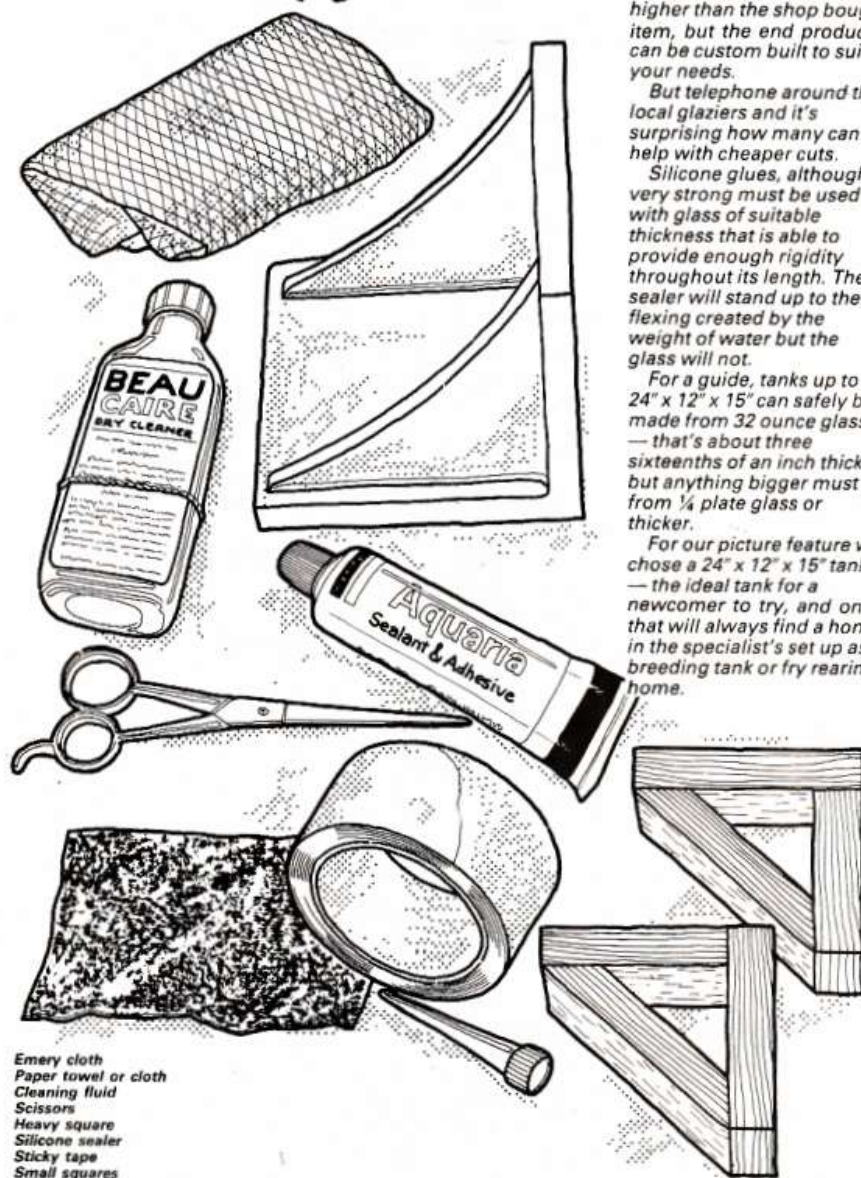 higher than the shop boug
item, but the end produc
can be custom built to sui
your needs.
But telephone around th
local glaziers and it's
surprising how many can
help with cheaper cuts.
Silicone glues, although
very strong must be used
with glass of suitable
thickness that is able to
provide enough rigidity
throughout its length. The
sealer will stand up to the
flexing created by the
weight of water but the
glass will not.
For a guide, tanks up to
24" x 12" x 15" can safely b
made from 32 ounce glass
— that's about three
sixteenths of an inch thick
but anything bigger must
from ¼ plate glass or
thicker.
For our picture feature w
chose a 24" x 12" x 15" tank
— the ideal tank for a
newcomer to try, and on
that will always find a hom
in the specialist's set up as
breeding tank or fry rearin
home.
BEAU
CAIRE
DRY CLEANER
Aquaria
Sealant & Adhesive
Emery cloth
Paper towel or cloth
Cleaning fluid
Scissors
Heavy square
Silicone sealer
Sticky tape
Small squares